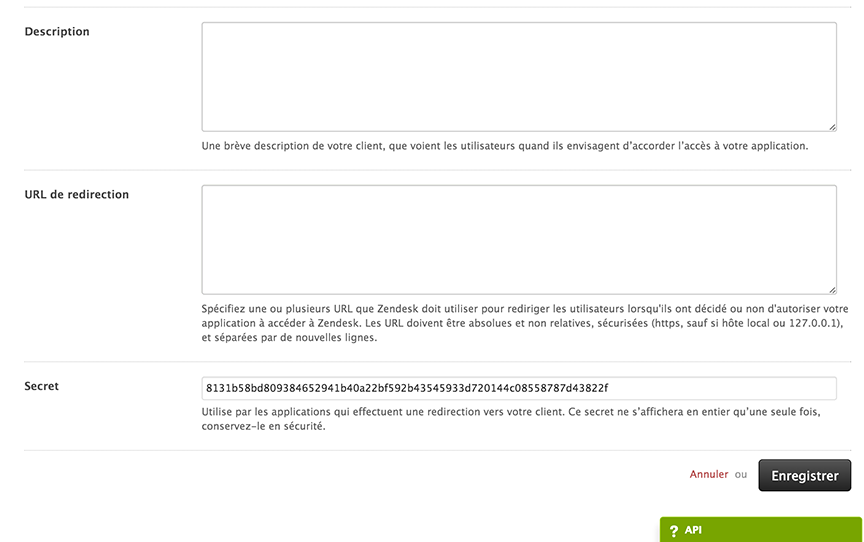 Description
Une brève description de votre client, que voient les utilisateurs quand ils envisagent d'accorder l'accès à votre application.
URL de redirection
Spécifiez une ou plusieurs URL que Zendesk doit utiliser pour rediriger les utilisateurs lorsqu'ils ont décidé ou non d'autoriser votre
application à accéder à Zendesk. Les URL doivent être absolues et non relatives, sécurisées (https, sauf si hôte local ou 127.0.0.1),
et séparées par de nouvelles lignes.
Secret
8131b58bd809384652941b40a22bf592b43545933d720144c08558787d43822f
Utilise par les applications qui effectuent une redirection vers votre client. Ce secret ne s'affichera en entier qu'une seule fois,
conservez-le en sécurité.
Annuler ou Enregistrer
? API